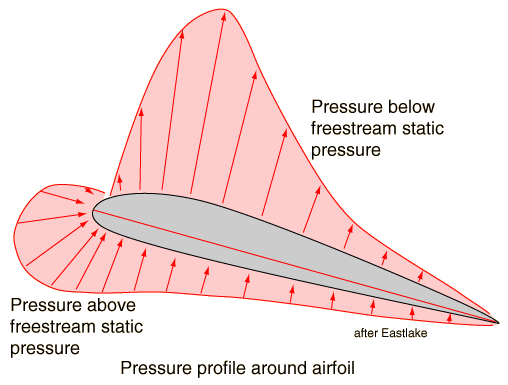 Pressure below
freestream static
pressure
Pressure above
freestream static
pressure
after Eastlake
Pressure profile around airfoil